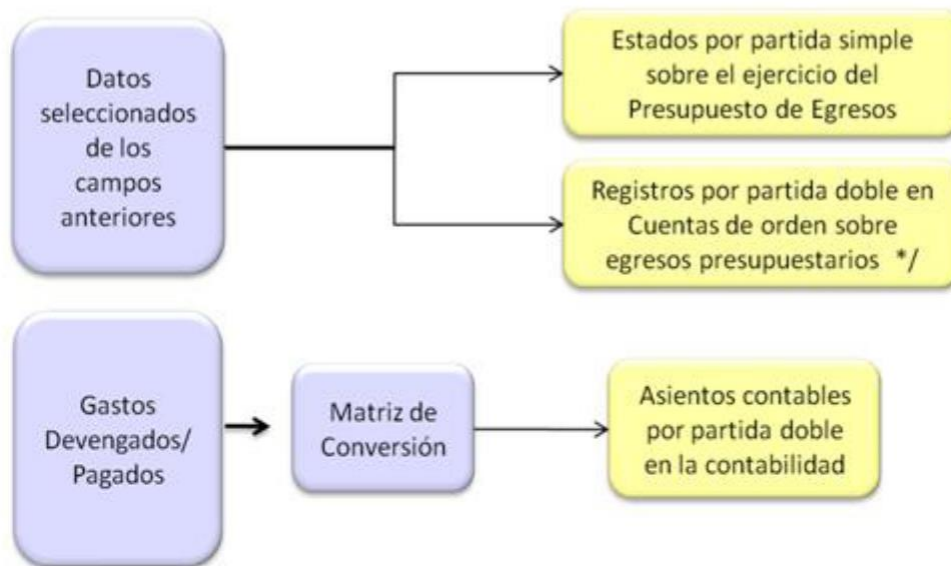 Datos
seleccionados
de los
campos
anteriores
Estados por partida simple
sobre el ejercicio del
Presupuesto de Egresos
Registros por partida doble en
Cuentas de orden sobre
egresos presupuestarios */
Gastos
Devengados/
Pagados
Matriz de
Conversión
Asientos contables
por partida doble
en la contabilidad